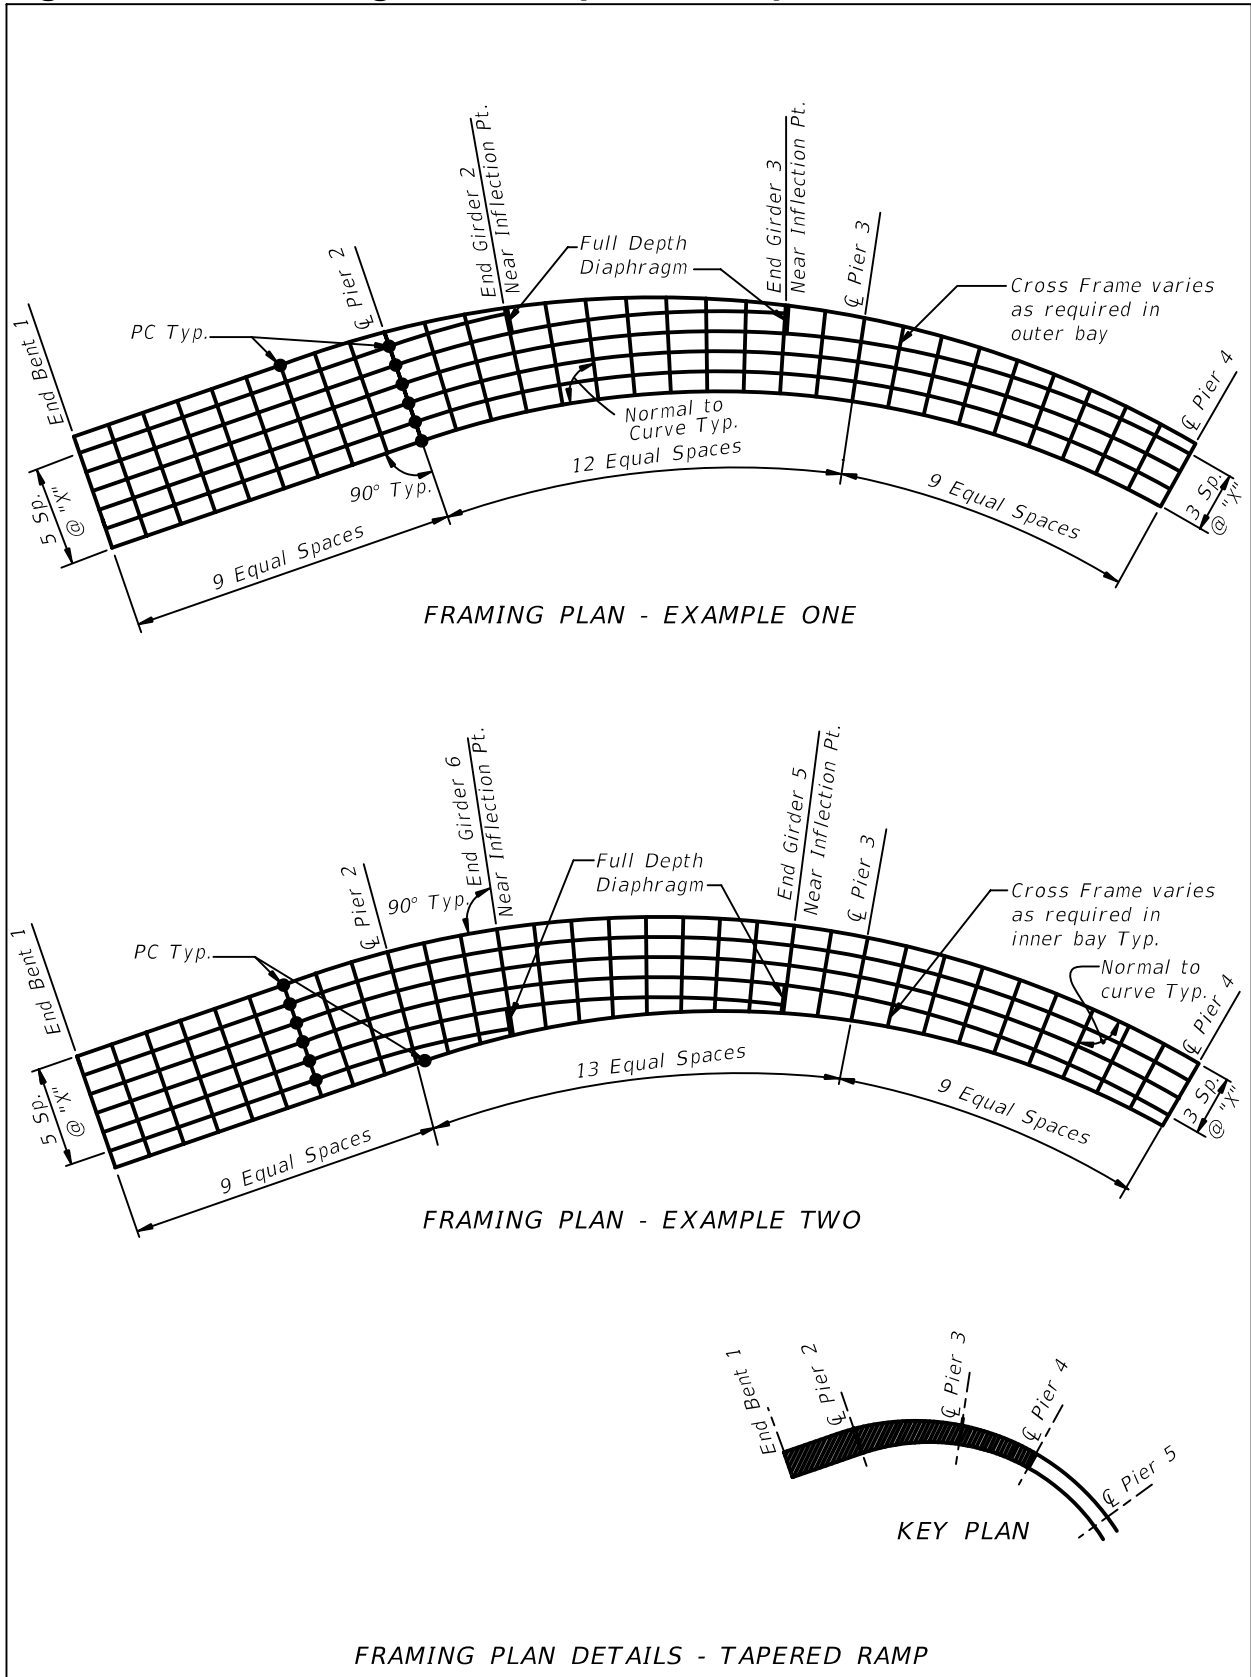 End Bent 1
PC Typ.
℄ Pier 2
End Girder 2
Near Inflection Pt.
Full Depth
Diaphragm
End Girder 3
Near Inflection Pt.
℄ Pier 3
Cross Frame varies
as required in
outer bay
℄ Pier 4
Normal to
Curve Typ.
5 Sp.
@ "X"
90° Typ.
9 Equal Spaces
12 Equal Spaces
9 Equal Spaces
3 Sp.
@ "X"
FRAMING PLAN - EXAMPLE ONE
End Bent 1
PC Typ.
℄ Pier 2
90° Typ.
End Girder 6
Near Inflection Pt.
Full Depth
Diaphragm
End Girder 5
Near Inflection Pt.
℄ Pier 3
Cross Frame varies
as required in
inner bay Typ.
Normal to
curve Typ.
℄ Pier 4
5 Sp.
@ "X"
9 Equal Spaces
13 Equal Spaces
9 Equal Spaces
3 Sp.
@ "X"
FRAMING PLAN - EXAMPLE TWO
End Bent 1
℄ Pier 2
℄ Pier 3
℄ Pier 4
℄ Pier 5
KEY PLAN
FRAMING PLAN DETAILS - TAPERED RAMP